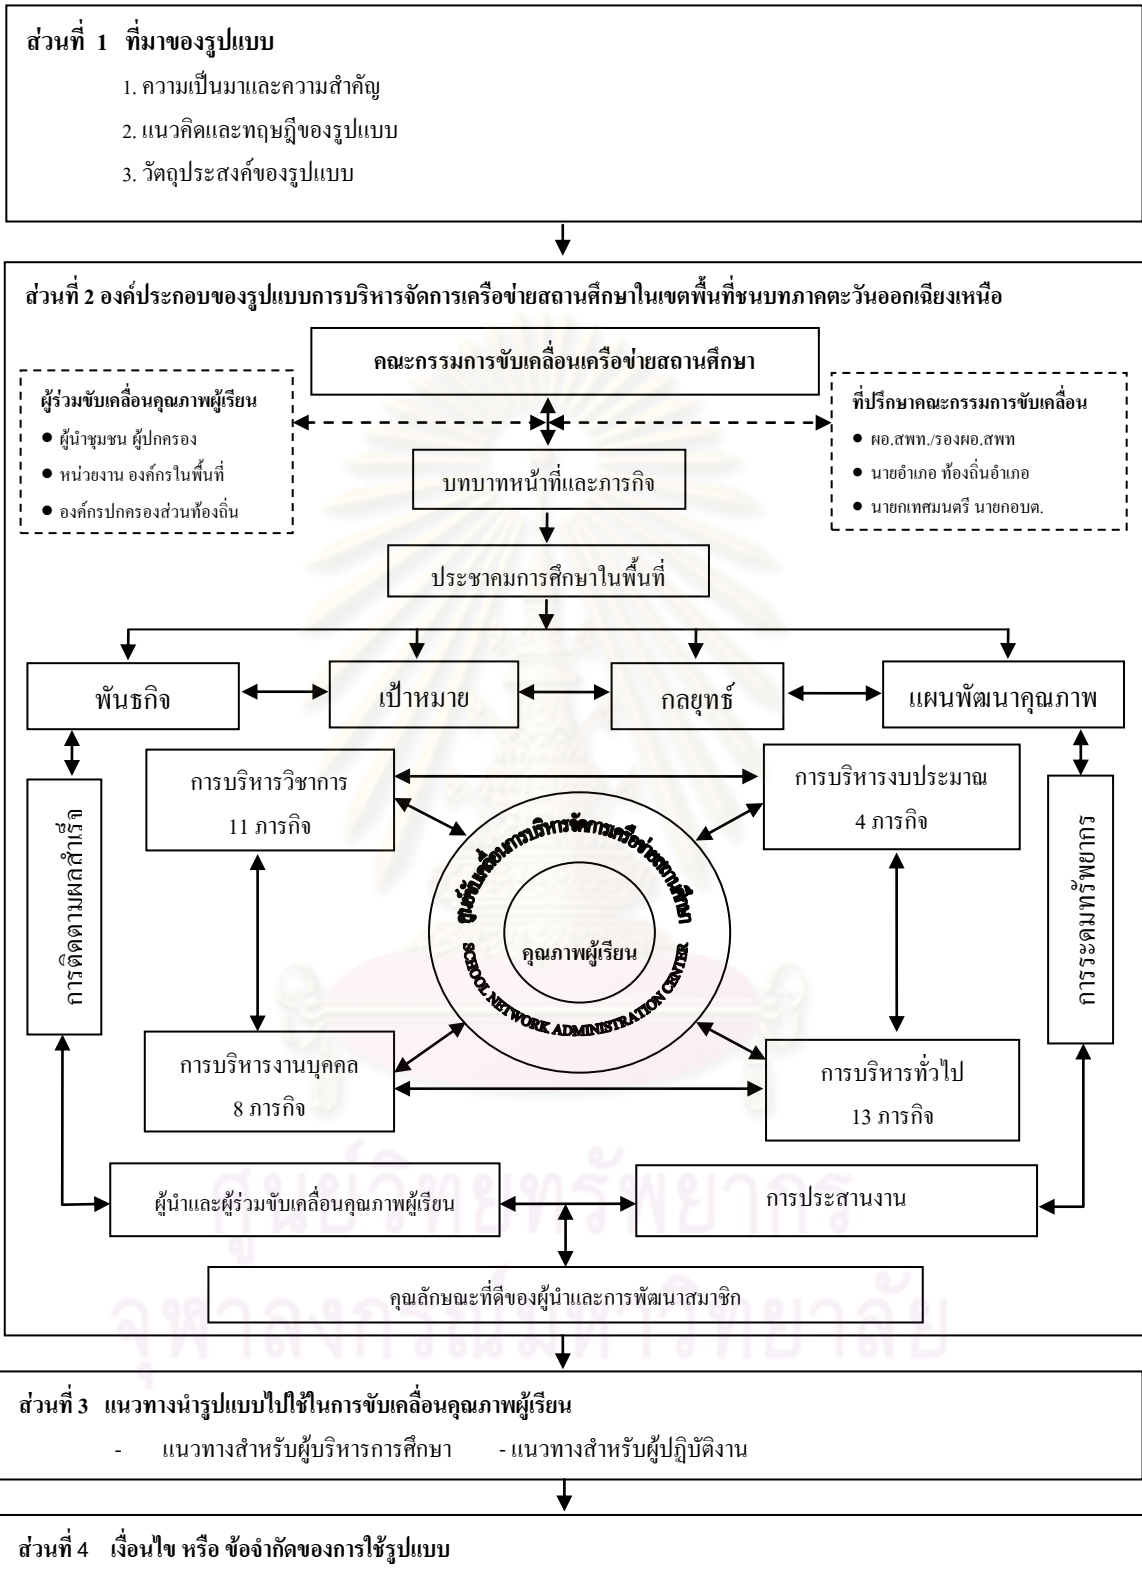 ส่วนที่ 1 ที่มาของรูปแบบ
1. ความเป็นมาและความสำคัญ
2. แนวคิดและทฤษฎีของรูปแบบ
3. วัตถุประสงค์ของรูปแบบ
ส่วนที่ 2 องค์ประกอบของรูปแบบการบริหารจัดการเครือข่ายสถานศึกษาในเขตพื้นที่ชนบทภาคตะวันออกเฉียงเหนือ
คณะกรรมการขับเคลื่อนเครือข่ายสถานศึกษา
ผู้ร่วมขับเคลื่อนคุณภาพผู้เรียน
● ผู้นำชุมชน ผู้ปกครอง
● หน่วยงาน องค์กรในพื้นที่
● องค์กรปกครองส่วนท้องถิ่น
ที่ปรึกษาคณะกรรมการขับเคลื่อน
● ผอ.สพท./รองผอ.สพท
● นายอำเภอ ท้องถิ่นอำเภอ
● นายกเทศมนตรี นายกอบต.
บทบาทหน้าที่และภารกิจ
ประชาคมการศึกษาในพื้นที่
พันธกิจ
เป้าหมาย
กลยุทธ์
แผนพัฒนาคุณภาพ
การติดตามผลสำเร็จ
การบริหารวิชาการ
11 ภารกิจ
การบริหารงบประมาณ
4 ภารกิจ
การระดมทรัพยากร
ศูนย์ขับเคลื่อนการบริหารจัดการเครือข่ายสถานศึกษา
คุณภาพผู้เรียน
SCHOOL NETWORK ADMINISTRATION CENTER
การบริหารงานบุคคล
8 ภารกิจ
การบริหารทั่วไป
13 ภารกิจ
ผู้นำและผู้ร่วมขับเคลื่อนคุณภาพผู้เรียน
การประสานงาน
ศูนย์วิทยทรัพยากร
คุณลักษณะที่ดีของผู้นำและการพัฒนาสมาชิก
จุฬาลงกรณ์มหาวิทยาลัย
ส่วนที่ 3 แนวทางนำรูปแบบไปใช้ในการขับเคลื่อนคุณภาพผู้เรียน
- แนวทางสำหรับผู้บริหารการศึกษา - แนวทางสำหรับผู้ปฏิบัติงาน
ส่วนที่ 4 เงื่อนไข หรือ ข้อจำกัดของการใช้รูปแบบ